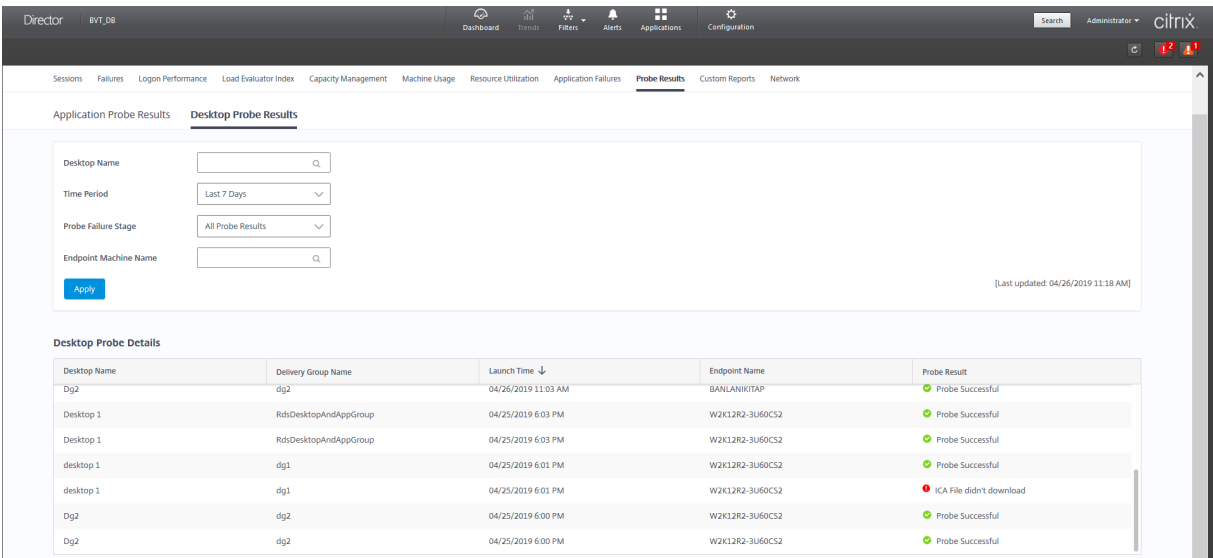 Director BVT_DB Dashboard Trends Filters Alerts Applications Configuration Search Administrator citrix
2 1
Sessions Failures Logon Performance Load Evaluator Index Capacity Management Machine Usage Resource Utilization Application Failures Probe Results Custom Reports Network
Application Probe Results Desktop Probe Results
Desktop Name
Time Period Last 7 Days
Probe Failure Stage All Probe Results
Endpoint Machine Name
Apply [Last updated: 04/26/2019 11:18 AM]
Desktop Probe Details
Desktop Name Delivery Group Name Launch Time Endpoint Name Probe Result
Dg2 dg2 04/26/2019 11:03 AM BANLANIKITAP Probe Successful
Desktop 1 RdsDesktopAndAppGroup 04/25/2019 6:03 PM W2K12R2-3U60CS2 Probe Successful
Desktop 1 RdsDesktopAndAppGroup 04/25/2019 6:03 PM W2K12R2-3U60CS2 Probe Successful
desktop 1 dg1 04/25/2019 6:01 PM W2K12R2-3U60CS2 Probe Successful
desktop 1 dg1 04/25/2019 6:01 PM W2K12R2-3U60CS2 ICA File didn't download
Dg2 dg2 04/25/2019 6:00 PM W2K12R2-3U60CS2 Probe Successful
Dg2 dg2 04/25/2019 6:00 PM W2K12R2-3U60CS2 Probe Successful